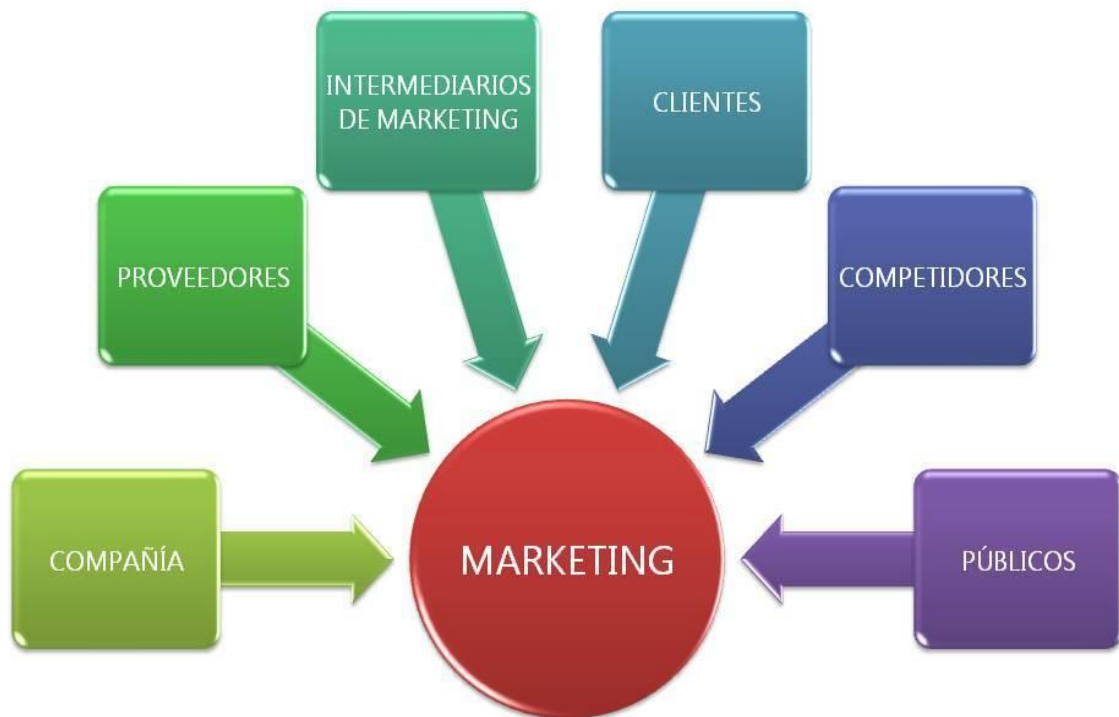 INTERMEDIARIOS
DE MARKETING
CLIENTES
PROVEEDORES
COMPETIDORES
COMPAÑÍA
MARKETING
PÚBLICOS